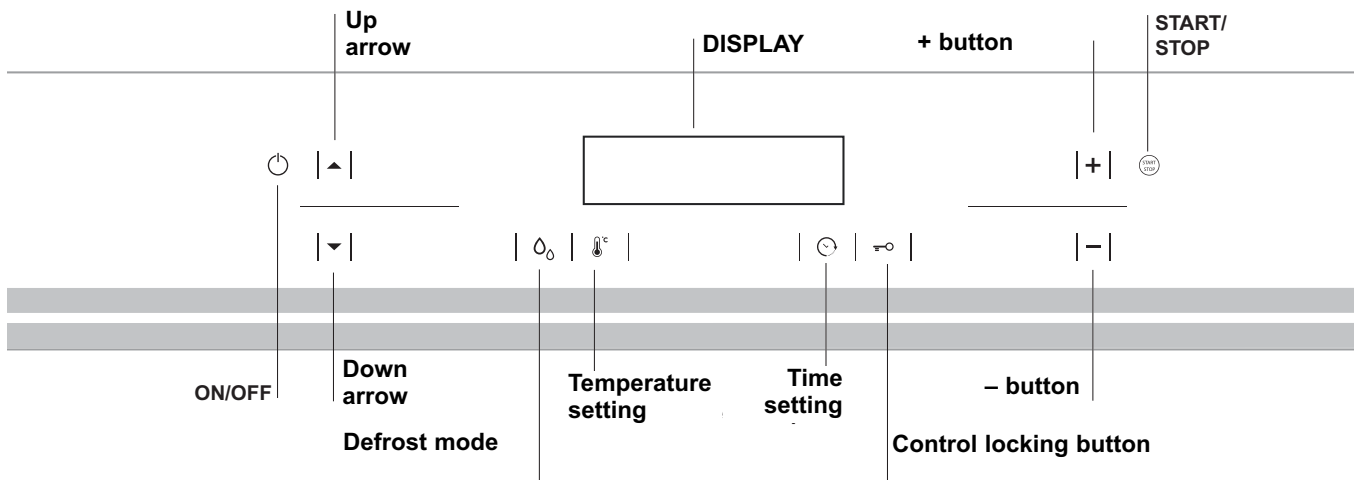 Up
arrow
DISPLAY
+ button
START/
STOP
+
START
STOP
°C
−
ON/OFF
Down
arrow
Temperature
setting
Time
setting
– button
Defrost mode
Control locking button